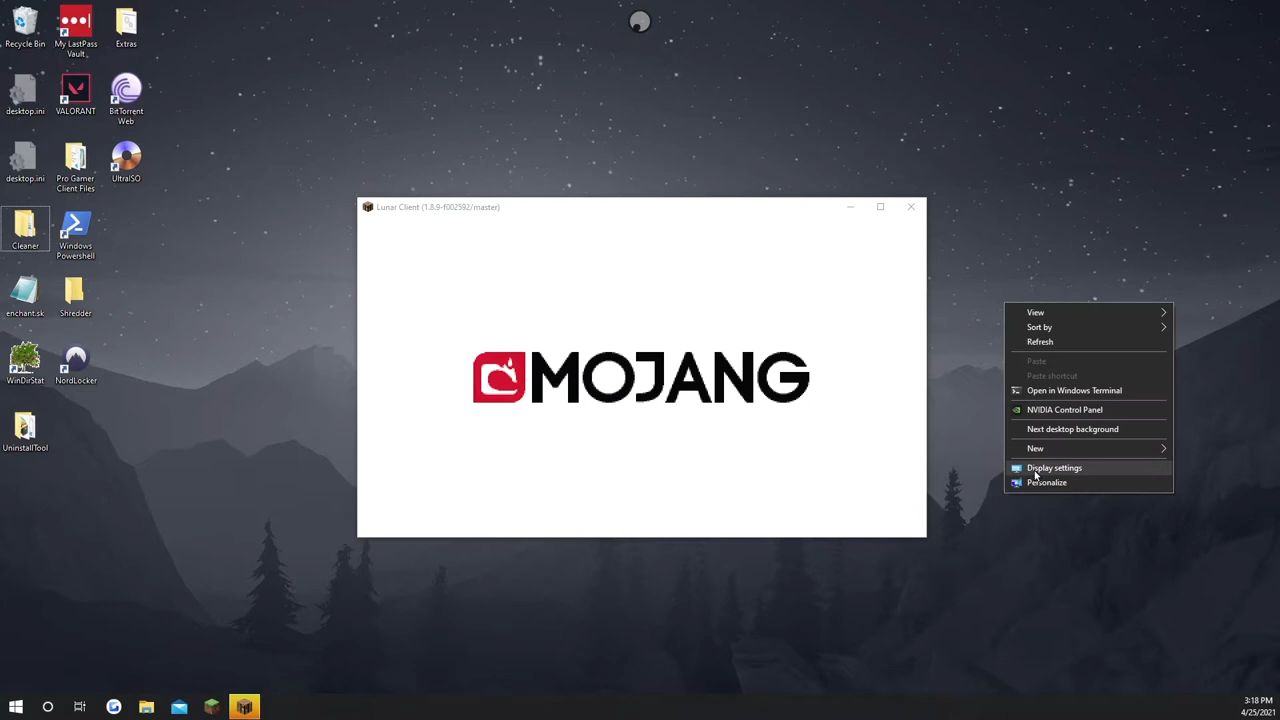 Recycle Bin
My LastPass
Vault
Extras
desktop.ini
VALORANT
BitTorrent
Web
desktop.ini
Pro Gamer
Client Files
UltraISO
Cleaner
Windows
Powershell
enchant.sk
Shredder
WinDirStat
NordLocker
UninstallTool
Lunar Client (1.8.9-f002592/master)
MOJANG
View
Sort by
Refresh
Paste
Paste shortcut
Open in Windows Terminal
NVIDIA Control Panel
Next desktop background
New
Display settings
Personalize
3:18 PM
4/25/2021